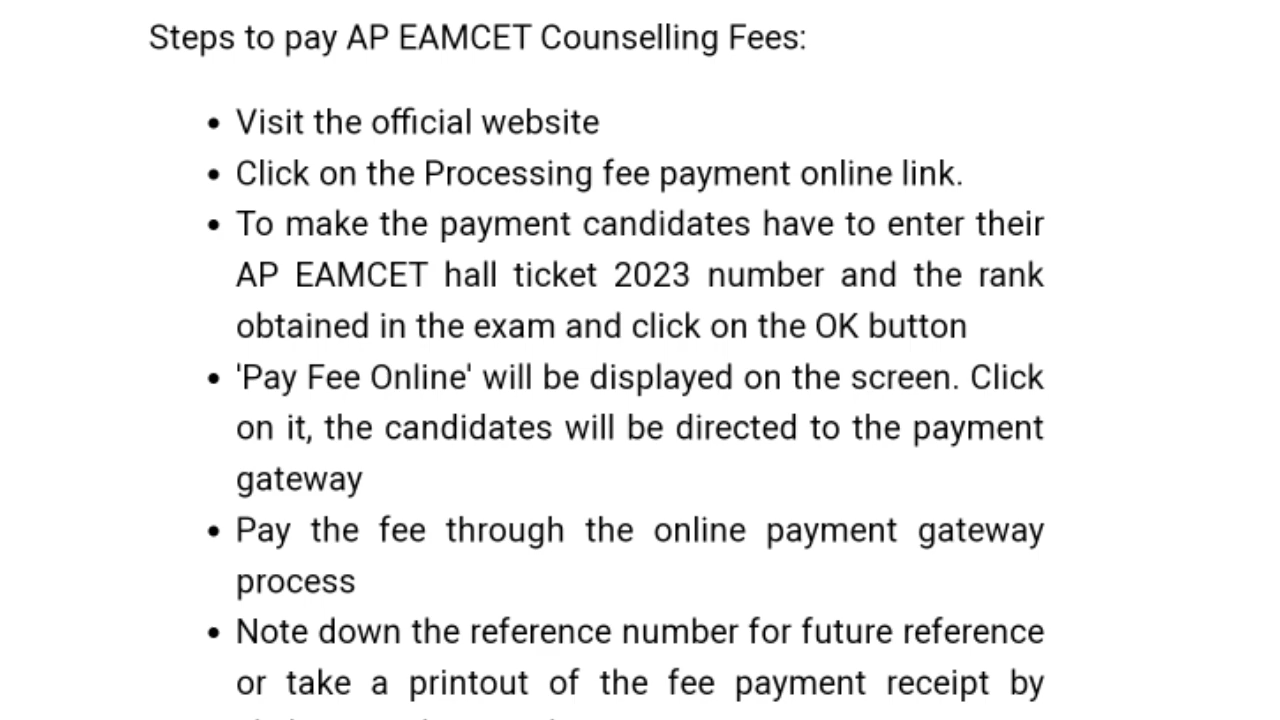 Steps to pay AP EAMCET Counselling Fees:
• Visit the official website
• Click on the Processing fee payment online link.
• To make the payment candidates have to enter their
AP EAMCET hall ticket 2023 number and the rank
obtained in the exam and click on the OK button
• 'Pay Fee Online' will be displayed on the screen. Click
on it, the candidates will be directed to the payment
gateway
• Pay the fee through the online payment gateway
process
• Note down the reference number for future reference
or take a printout of the fee payment receipt by